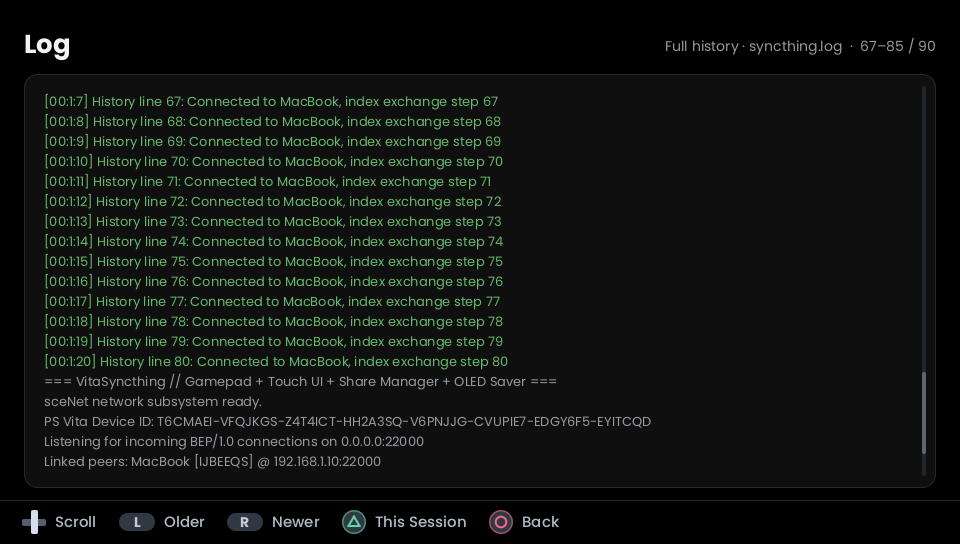 Log
Full history · syncthing.log · 67–85 / 90
[00:1:7] History line 67: Connected to MacBook, index exchange step 67
[00:1:8] History line 68: Connected to MacBook, index exchange step 68
[00:1:9] History line 69: Connected to MacBook, index exchange step 69
[00:1:10] History line 70: Connected to MacBook, index exchange step 70
[00:1:11] History line 71: Connected to MacBook, index exchange step 71
[00:1:12] History line 72: Connected to MacBook, index exchange step 72
[00:1:13] History line 73: Connected to MacBook, index exchange step 73
[00:1:14] History line 74: Connected to MacBook, index exchange step 74
[00:1:15] History line 75: Connected to MacBook, index exchange step 75
[00:1:16] History line 76: Connected to MacBook, index exchange step 76
[00:1:17] History line 77: Connected to MacBook, index exchange step 77
[00:1:18] History line 78: Connected to MacBook, index exchange step 78
[00:1:19] History line 79: Connected to MacBook, index exchange step 79
[00:1:20] History line 80: Connected to MacBook, index exchange step 80
=== VitaSyncthing // Gamepad + Touch UI + Share Manager + OLED Saver ===
sceNet network subsystem ready.
PS Vita Device ID: T6CMAEI-VFQJKGS-Z4T4ICT-HH2A3SQ-V6PNJJG-CVUPIE7-EDGY6F5-EYITCQD
Listening for incoming BEP/1.0 connections on 0.0.0.0:22000
Linked peers: MacBook [IJBEEQS] @ 192.168.1.10:22000
Scroll L Older R Newer This Session Back